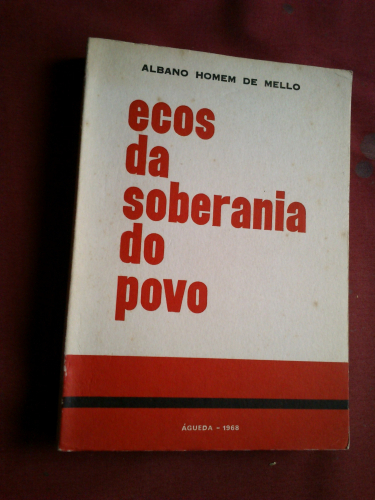 ALBANO HOMEM DE MELLO
ecos
da
soberania
do
povo
ÁGUEDA - 1968